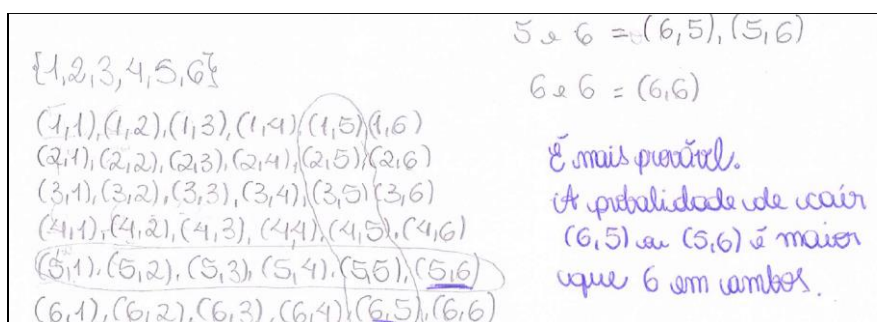 {1,2,3,4,5,6}
(1,1),(1,2),(1,3),(1,4),(1,5)(1,6)
(2,1),(2,2),(2,3),(2,4),(2,5),(2,6)
(3,1),(3,2),(3,3),(3,4),(3,5)(3,6)
(4,1),(4,2),(4,3),(4,4),(4,5),(4,6)
(5,1),(5,2),(5,3),(5,4),(5,5),(5,6)
(6,1),(6,2),(6,3),(6,4),(6,5),(6,6)
5 e 6 = (6,5),(5,6)
6 e 6 = (6,6)
É mais provável.
A probalidade de cair
(6,5) ou (5,6) é maior
que 6 em ambos.